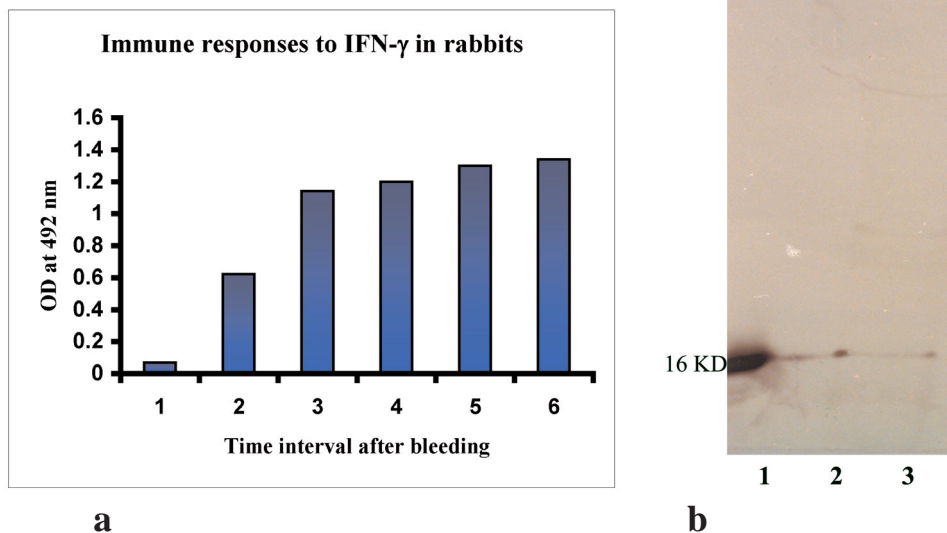 Immune responses to IFN-γ in rabbits
OD at 492 nm
1.6
1.4
1.2
1
0.8
0.6
0.4
0.2
0
1 2 3 4 5 6
Time interval after bleeding
a
16 KD
1 2 3
b